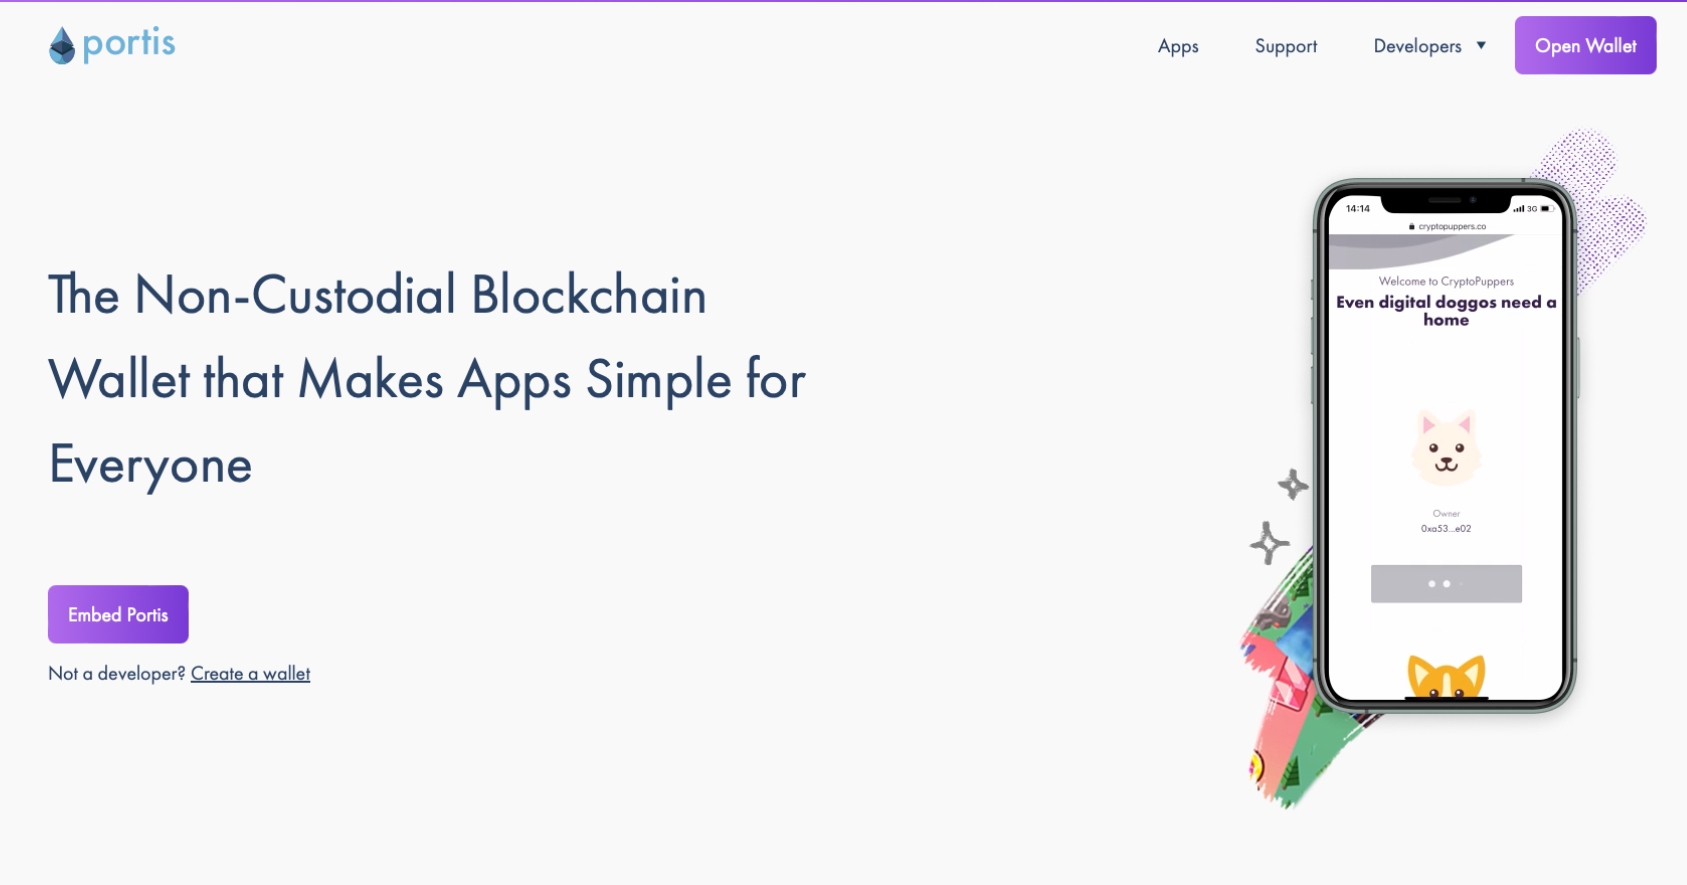 portis
Apps
Support
Developers
Open Wallet
The Non-Custodial Blockchain
Wallet that Makes Apps Simple for
Everyone
Embed Portis
Not a developer? Create a wallet
14:14
3G
cryptopuppers.co
Welcome to CryptoPuppers
Even digital doggos need a
home
Owner
0xa53...e02